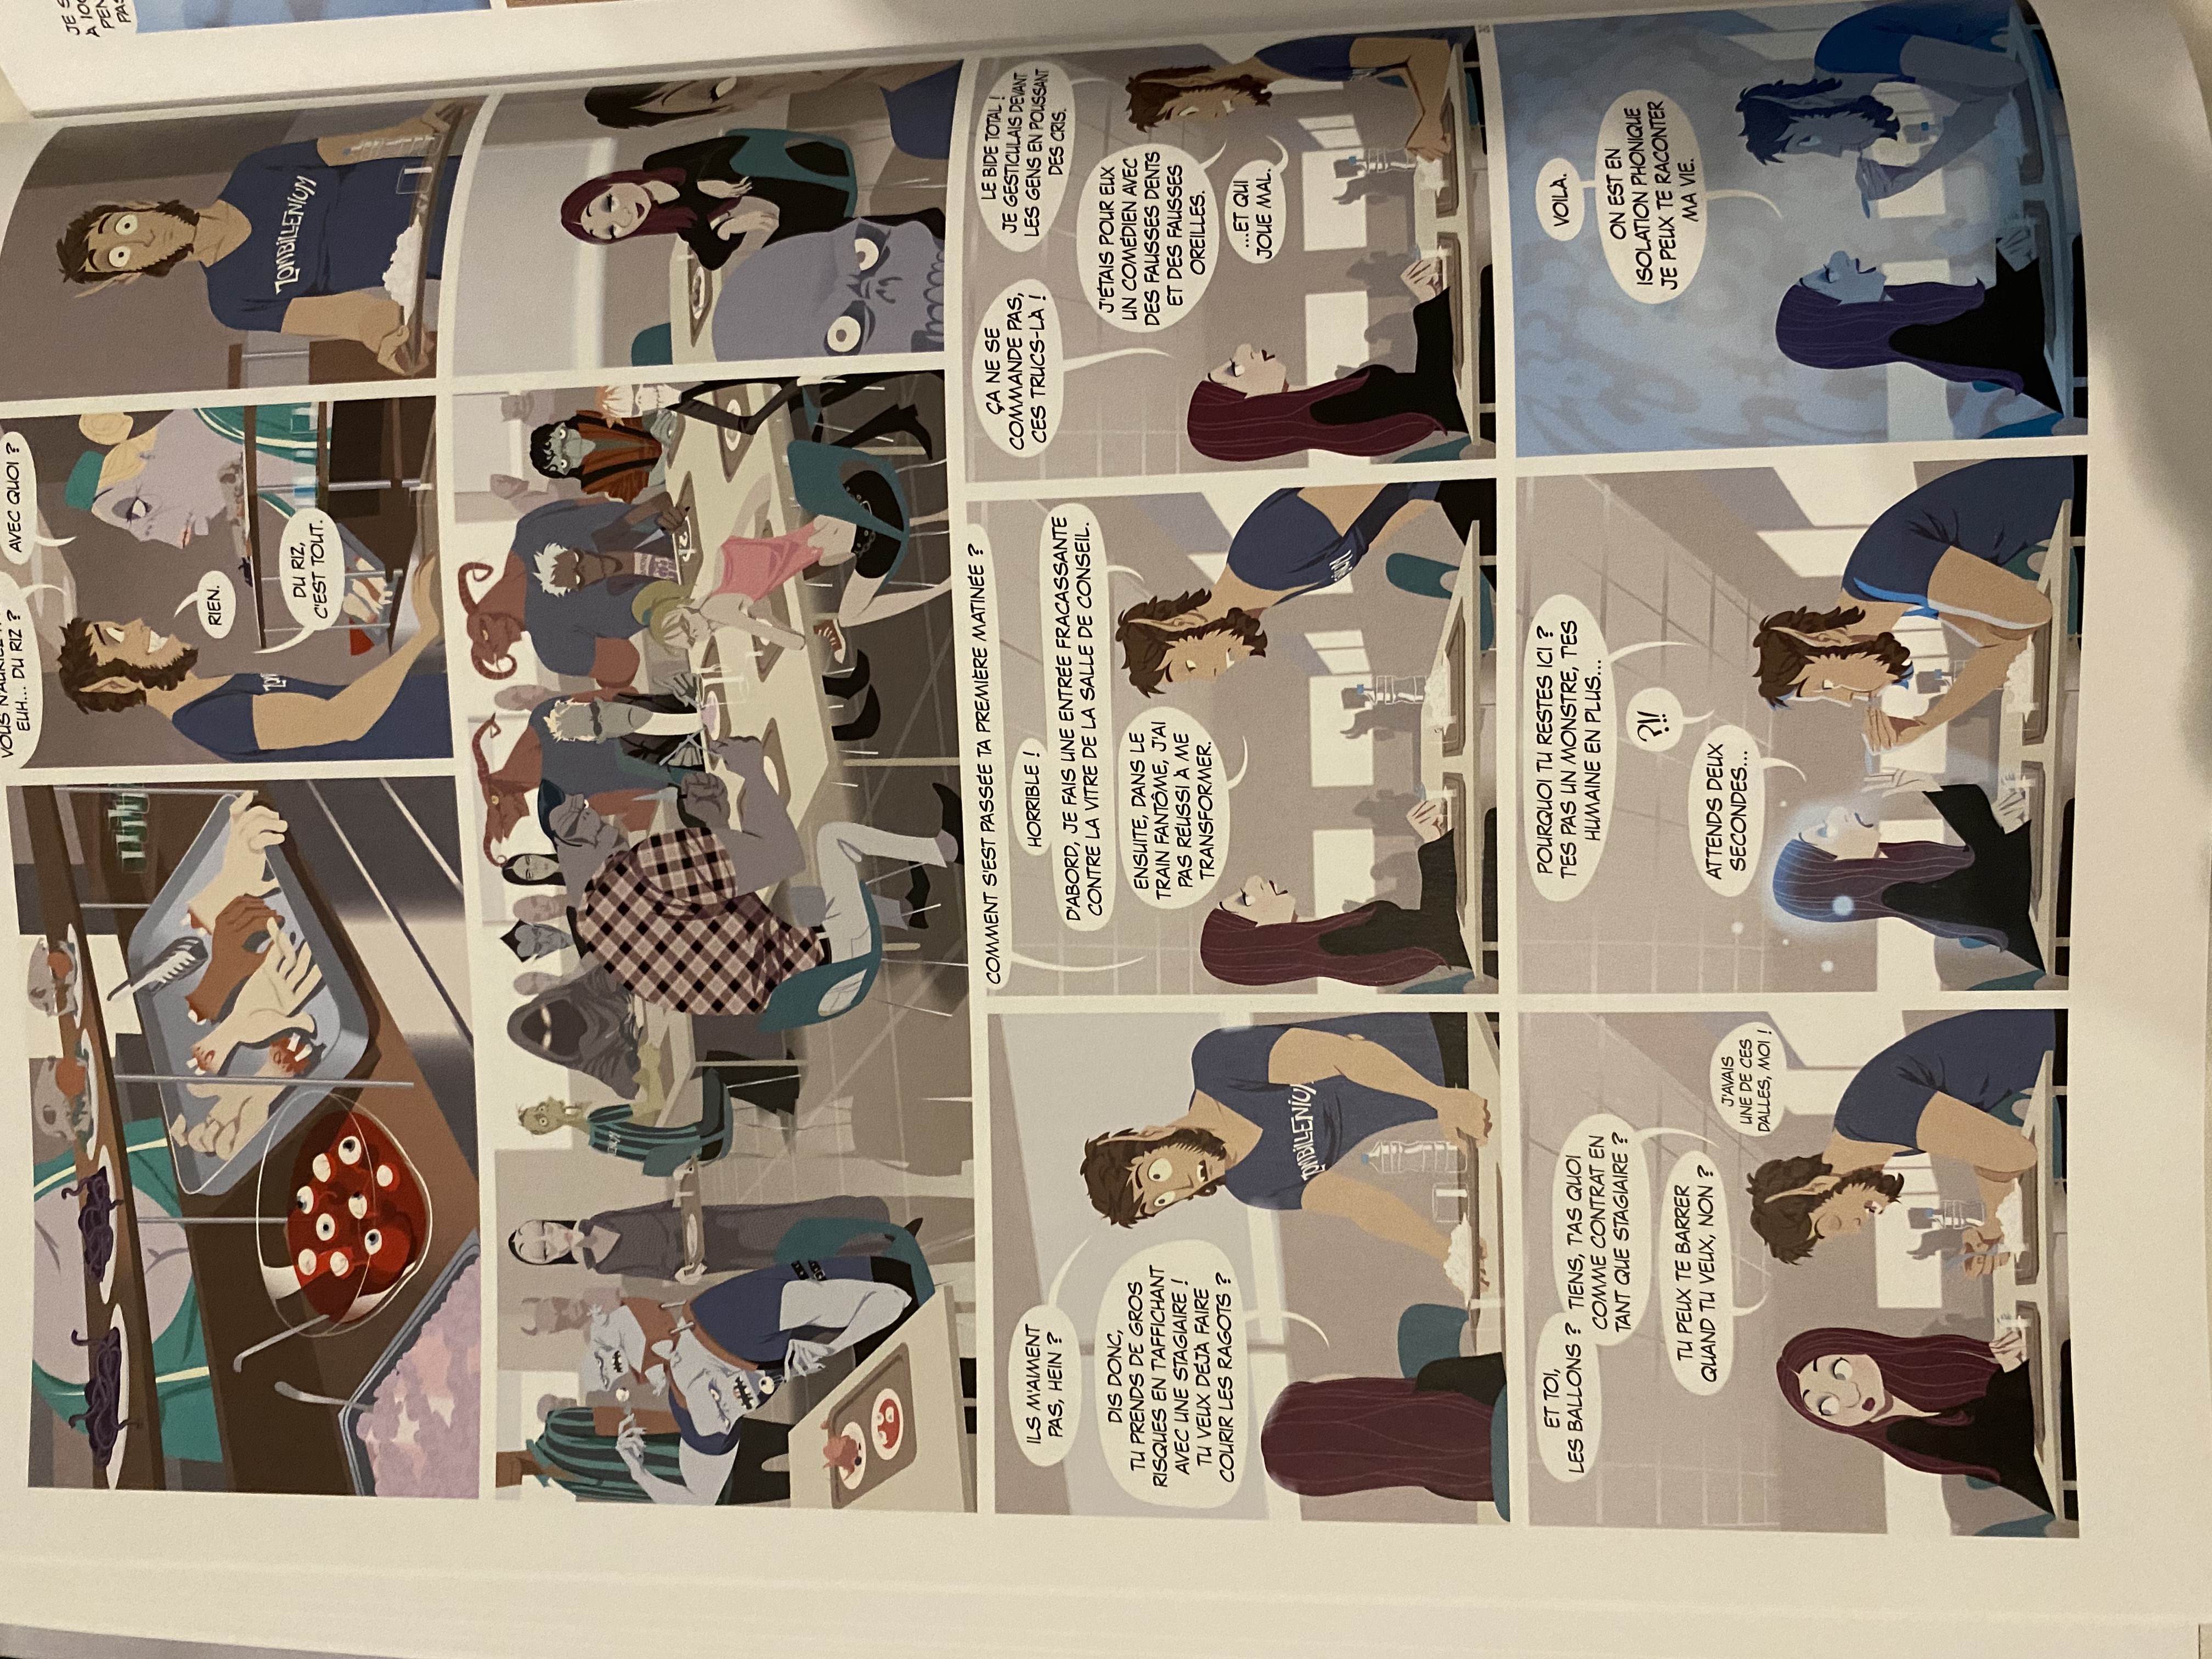 VOUS
EUH... DU RIZ ?
AVEC QUOI ?
RIEN.
DU RIZ,
C'EST TOUT.
ZOMBILLENIUM
ILS M'AIMENT
PAS, HEIN ?
DIS DONC,
TU PRENDS DE GROS
RISQUES EN T'AFFICHANT
AVEC UNE STAGIAIRE !
TU VEUX DÉJÀ FAIRE
COURIR LES RAGOTS ?
ZOMBILLENIUM
COMMENT S'EST PASSÉE TA PREMIÈRE MATINÉE ?
HORRIBLE !
D'ABORD, JE FAIS UNE ENTRÉE FRACASSANTE
CONTRE LA VITRE DE LA SALLE DE CONSEIL.
ENSUITE, DANS LE
TRAIN FANTÔME, J'AI
PAS RÉUSSI À ME
TRANSFORMER.
ÇA NE SE
COMMANDE PAS,
CES TRUCS-LÀ !
LE BIDE TOTAL !
JE GESTICULAIS DEVANT
LES GENS EN POUSSANT
DES CRIS.
J'ÉTAIS POUR EUX
UN COMÉDIEN AVEC
DES FAUSSES DENTS
ET DES FAUSSES
OREILLES.
...ET QUI
JOUE MAL.
ET TOI,
LES BALLONS ? TIENS, T'AS QUOI
COMME CONTRAT EN
TANT QUE STAGIAIRE ?
TU PEUX TE BARRER
QUAND TU VEUX, NON ?
J'AVAIS
UNE DE CES
DALLES, MOI !
POURQUOI TU RESTES ICI ?
T'ES PAS UN MONSTRE, T'ES
HUMAINE EN PLUS...
?!!
ATTENDS DEUX
SECONDES...
VOILÀ.
ON EST EN
ISOLATION PHONIQUE
JE PEUX TE RACONTER
MA VIE.